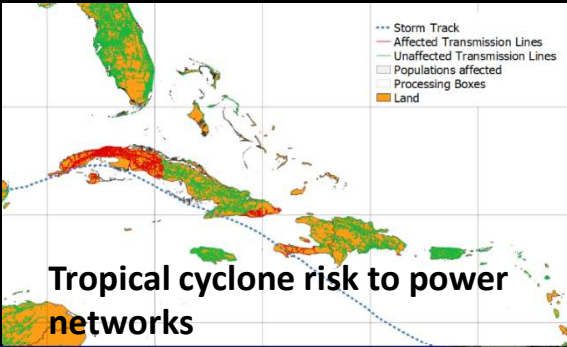 Storm Track
Affected Transmission Lines
Unaffected Transmission Lines
Populations affected
Processing Boxes
Land
Tropical cyclone risk to power
networks